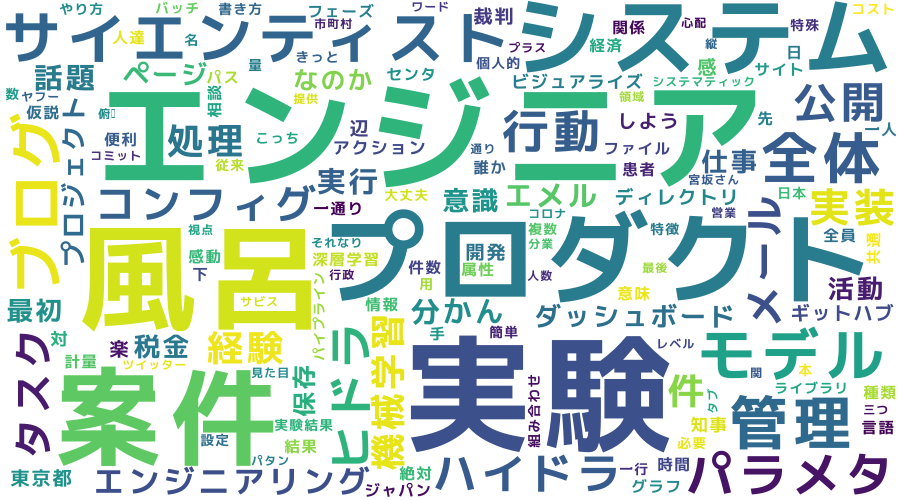 やり方
バッチ
書き方
フェーズ
ワード
裁判
関係
心配
特殊
コスト
サイエンティスト
システム
人達
名
市町村
きっと
プラス
経済
縦
日
話題
ページ
パス
量
なのか
センタ
個人的
ビジュアライズ
感
サイト
数
ヤフー
仮説
相談
提供
システマティック
領域
公開
エンジニア
俯
便利
コミット
処理
従来
こっち
辺
アクション
行動
しよう
先
一人
通り
誰か
ファイル
患者
仕事
全体
宮坂さん
ブログ
プロジェクト
コンフィグ
実行
一通り
大丈夫
意識
エメル
ディレクトリ
日本
メール
実装
風呂
視点
感動
下
それなり
深層学習
行政
プロダクト
開発
コロナ
複数
分業
特徴
営業
全員
共通
属性
件数
用
人数
最後
意味
活動
最初
サービス
パイプライン
情報
分かん
ダッシュボード
ギットハブ
対
計量
楽
税金
経験
ツイッター
ヒドラ
機械学習
手
簡単
レベル
モデル
タスク
案件
見た目
保存
実験
件
関
本
ライブラリ
種類
タブ
実験結果
設定
結果
組み合わせ
知事
必要
管理
三つ
言語
東京都
エンジニアリング
パタン
絶対
ジャパン
ハイドラ
一行
時間
グラフ
パラメタ